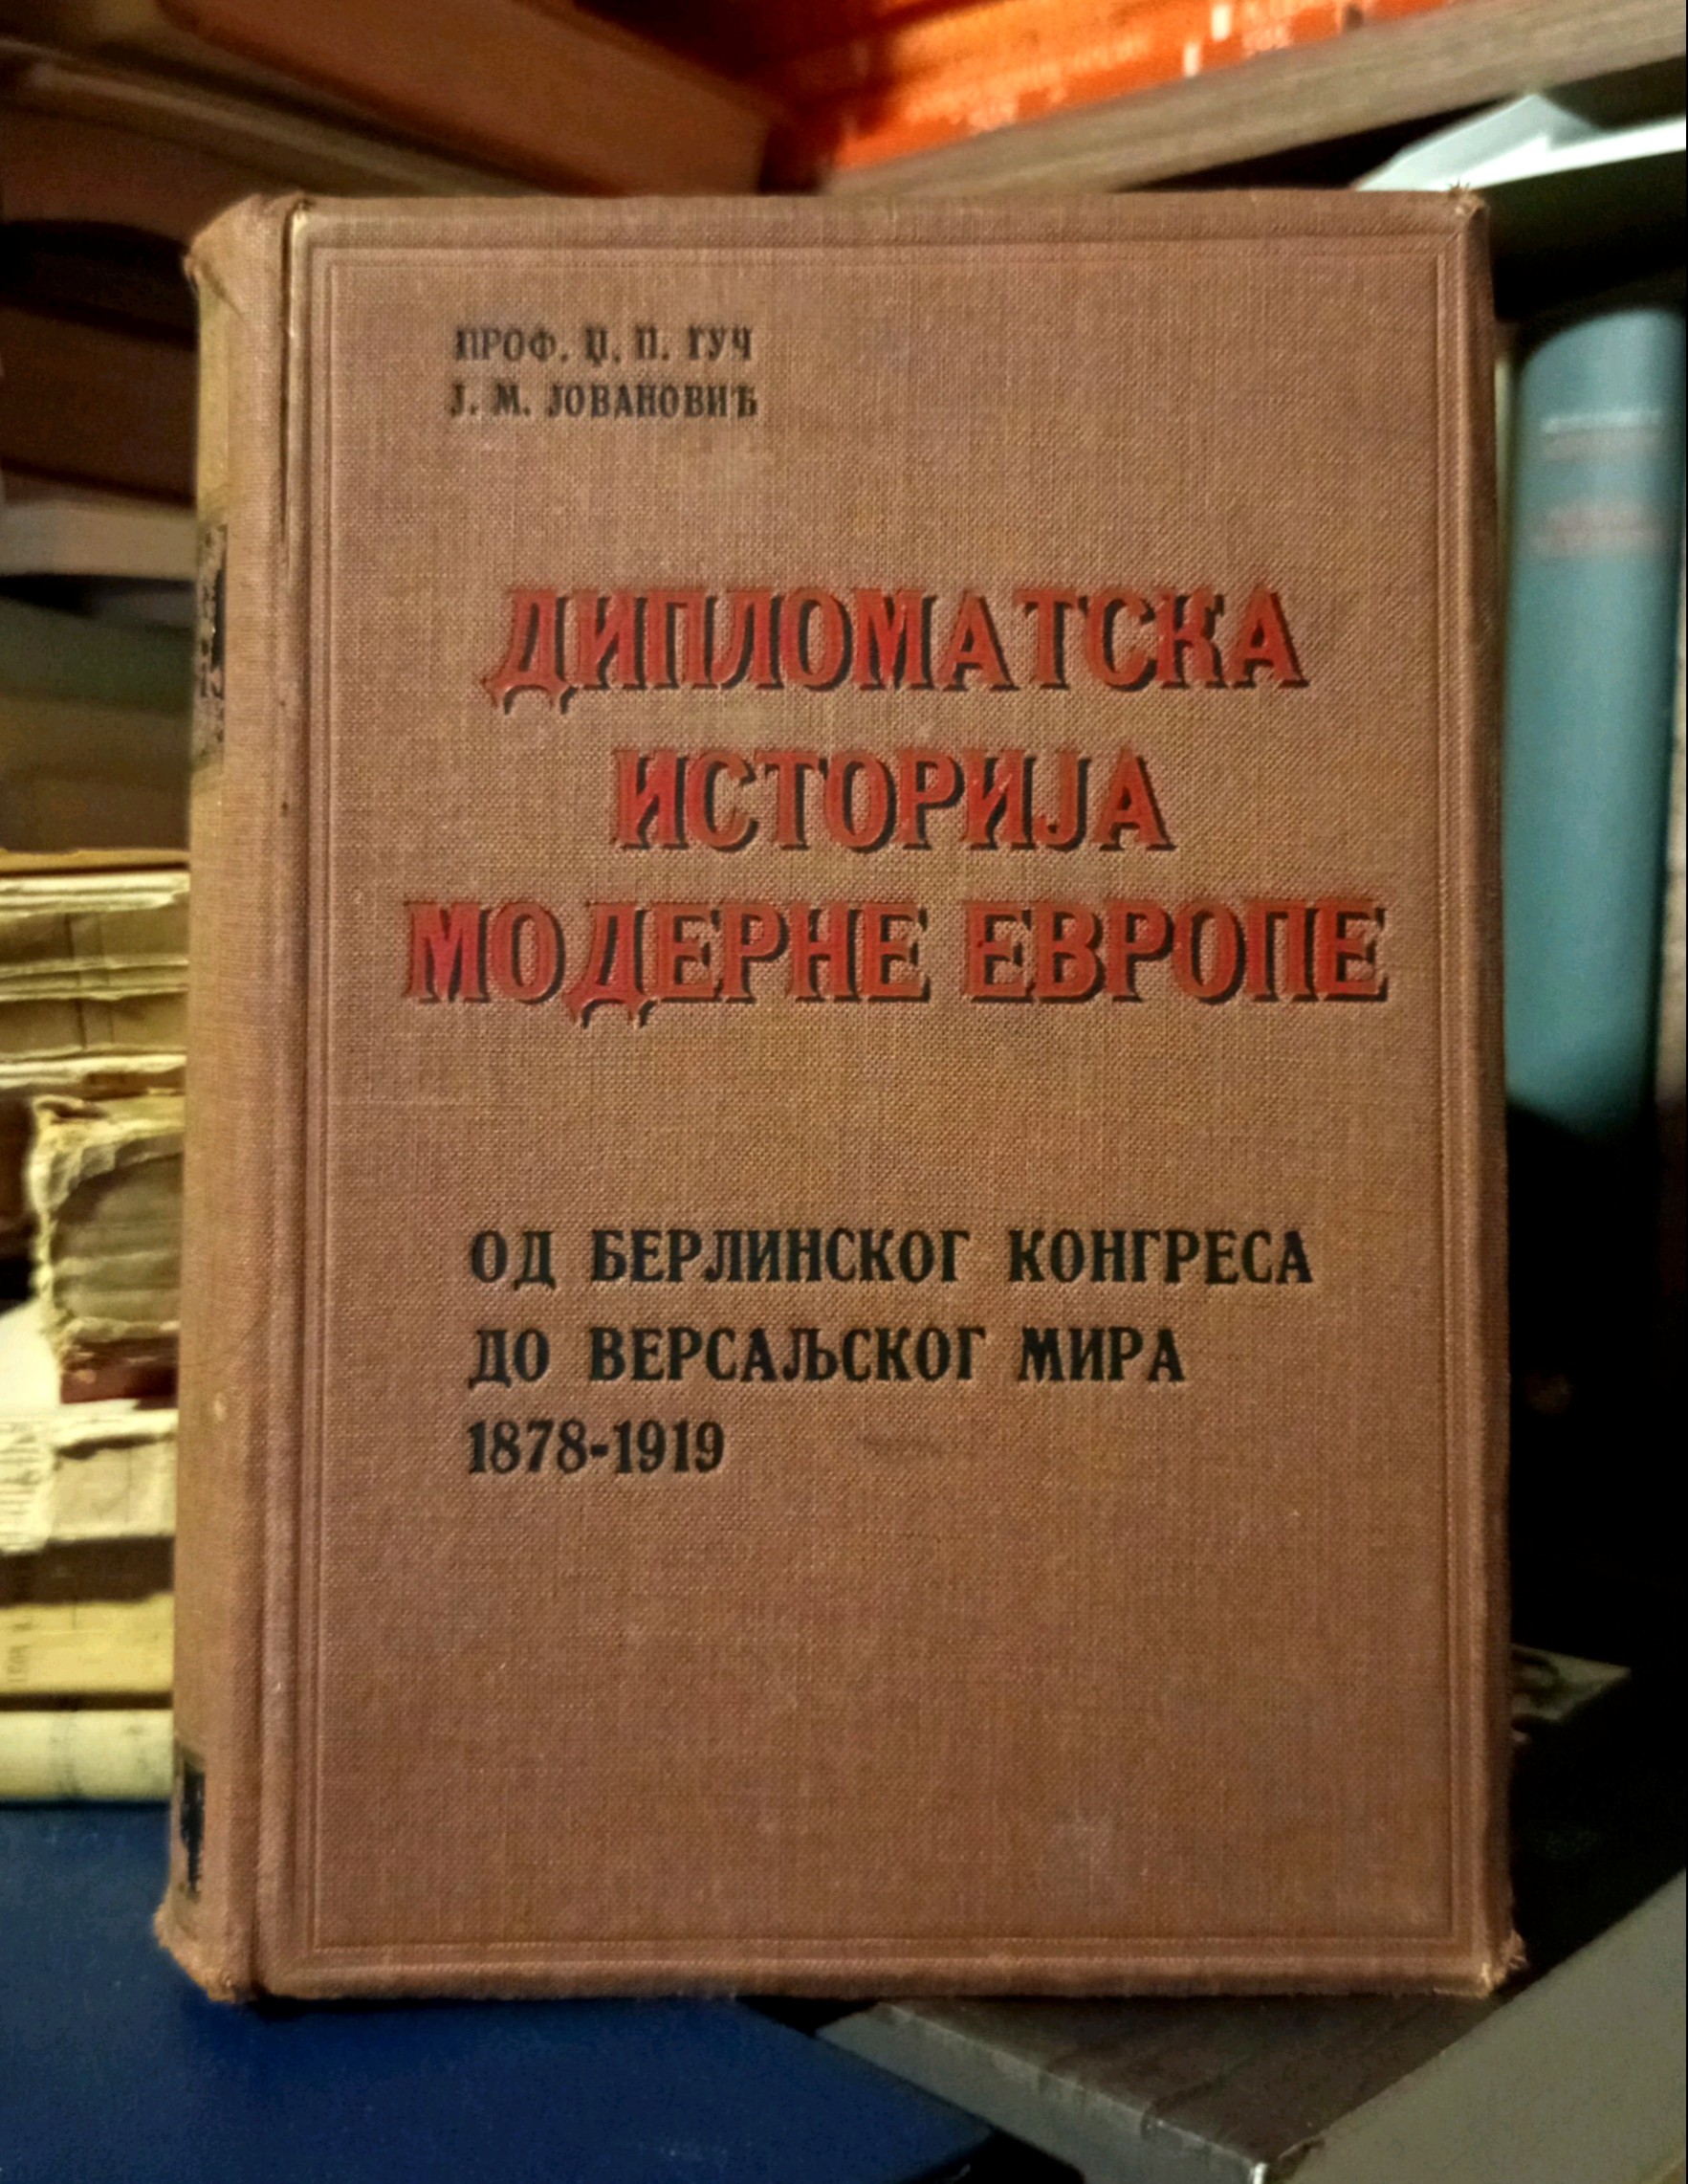 ПРОФ. Џ. П. ГУЧ
Ј. М. ЈОВАНОВИЋ
ДИПЛОМАТСКА
ИСТОРИЈА
МОДЕРНЕ ЕВРОПЕ
ОД БЕРЛИНСКОГ КОНГРЕСА
ДО ВЕРСАЉСКОГ МИРА
1878-1919